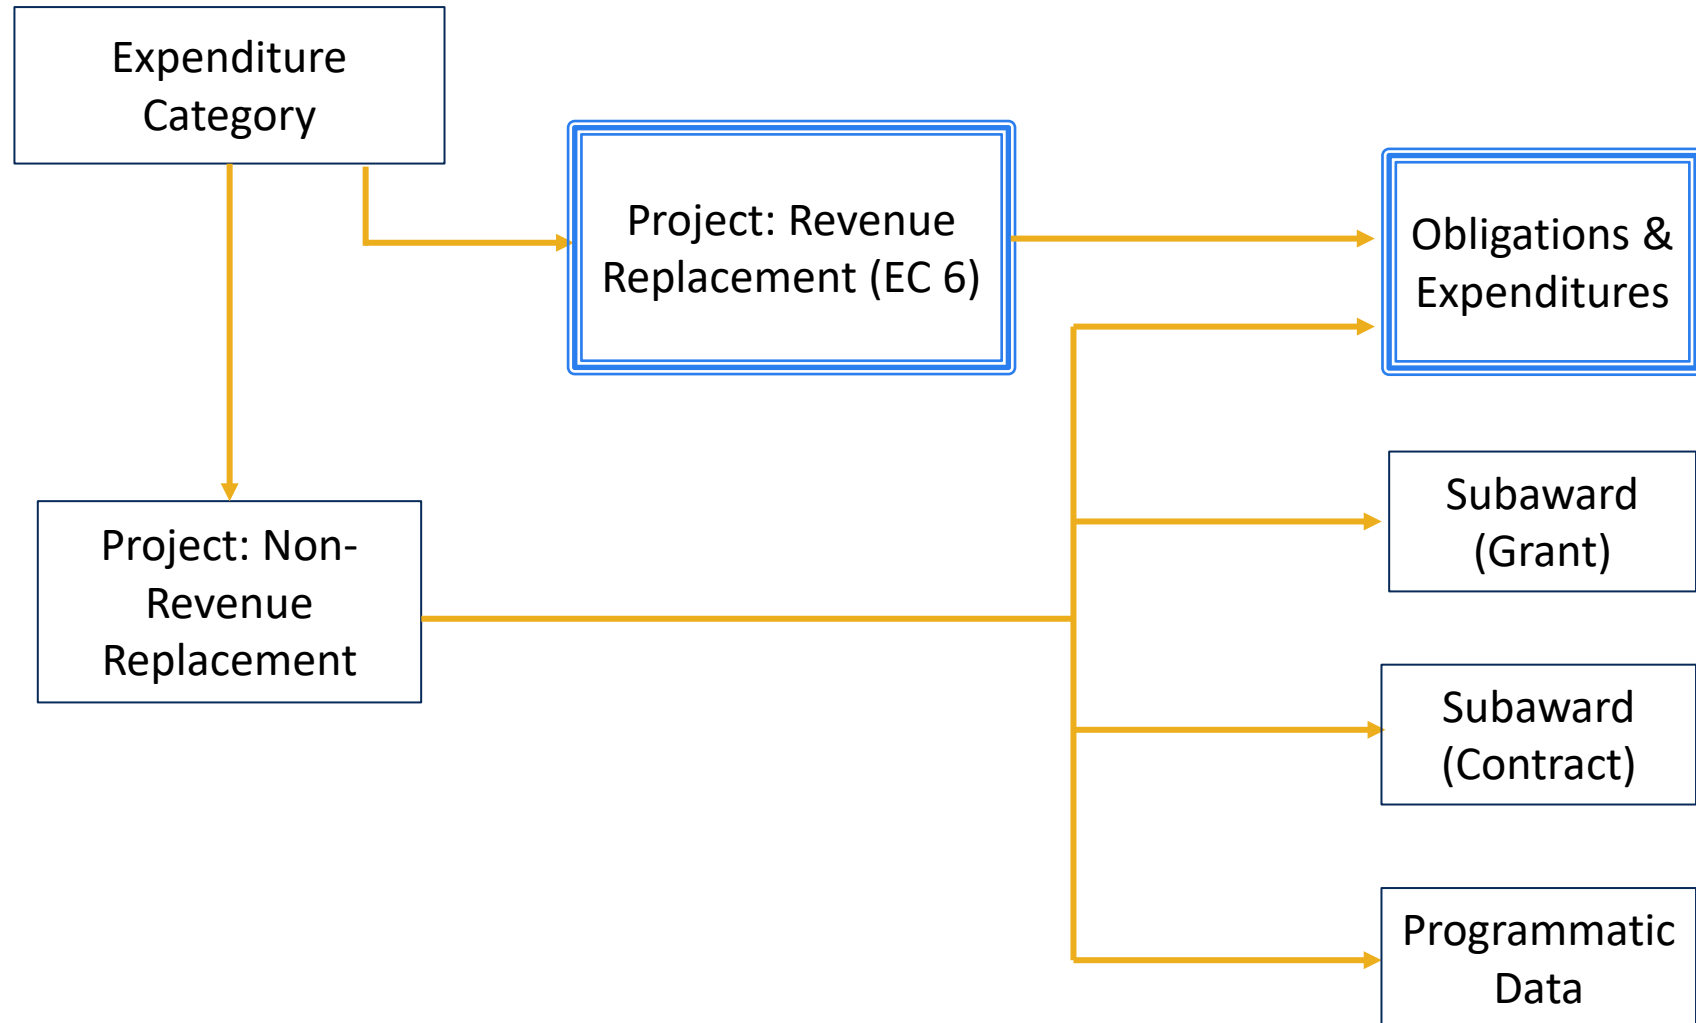 Expenditure
Category
Project: Revenue
Replacement (EC 6)
Obligations &
Expenditures
Project: Non-
Revenue
Replacement
Subaward
(Grant)
Subaward
(Contract)
Programmatic
Data